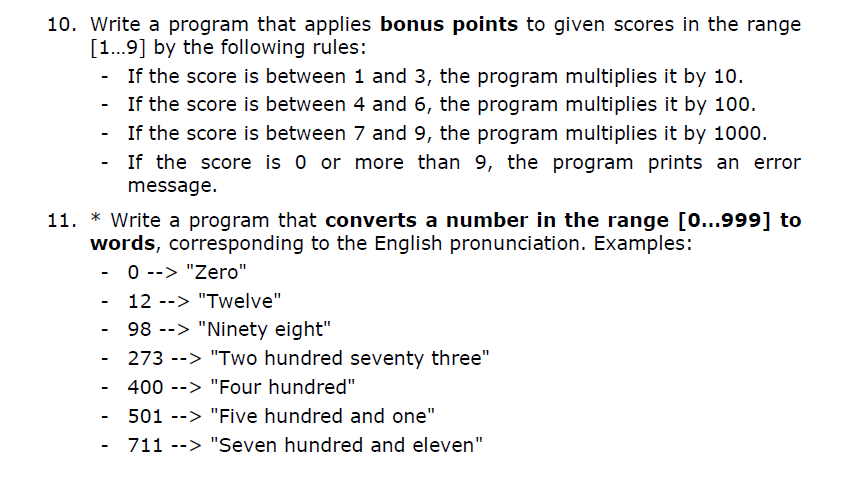 10. Write a program that applies bonus points to given scores in the range
[1…9] by the following rules:
- If the score is between 1 and 3, the program multiplies it by 10.
- If the score is between 4 and 6, the program multiplies it by 100.
- If the score is between 7 and 9, the program multiplies it by 1000.
- If the score is 0 or more than 9, the program prints an error
message.
11. * Write a program that converts a number in the range [0…999] to
words, corresponding to the English pronunciation. Examples:
- 0 --> "Zero"
- 12 --> "Twelve"
- 98 --> "Ninety eight"
- 273 --> "Two hundred seventy three"
- 400 --> "Four hundred"
- 501 --> "Five hundred and one"
- 711 --> "Seven hundred and eleven"